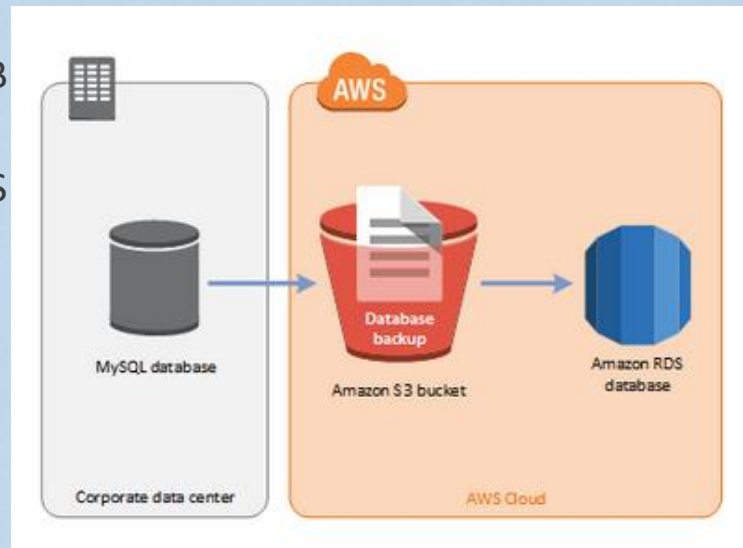 B
S
AWS
Database
backup
MySQL database
Amazon S3 bucket
Amazon RDS
database
Corporate data center
AWS Cloud